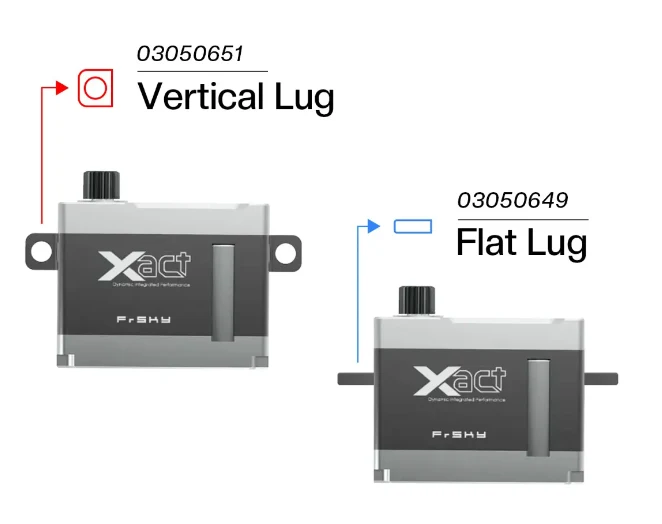 03050651
Vertical Lug
Xact
Dynamic Integrated Performance
FrSKY
03050649
Flat Lug
Xact
Dynamic Integrated Performance
FrSKY